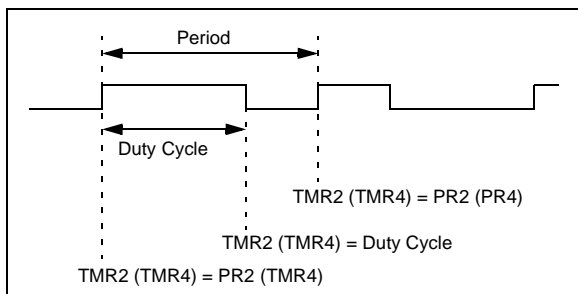 Period
Duty Cycle
TMR2 (TMR4) = PR2 (PR4)
TMR2 (TMR4) = Duty Cycle
TMR2 (TMR4) = PR2 (TMR4)